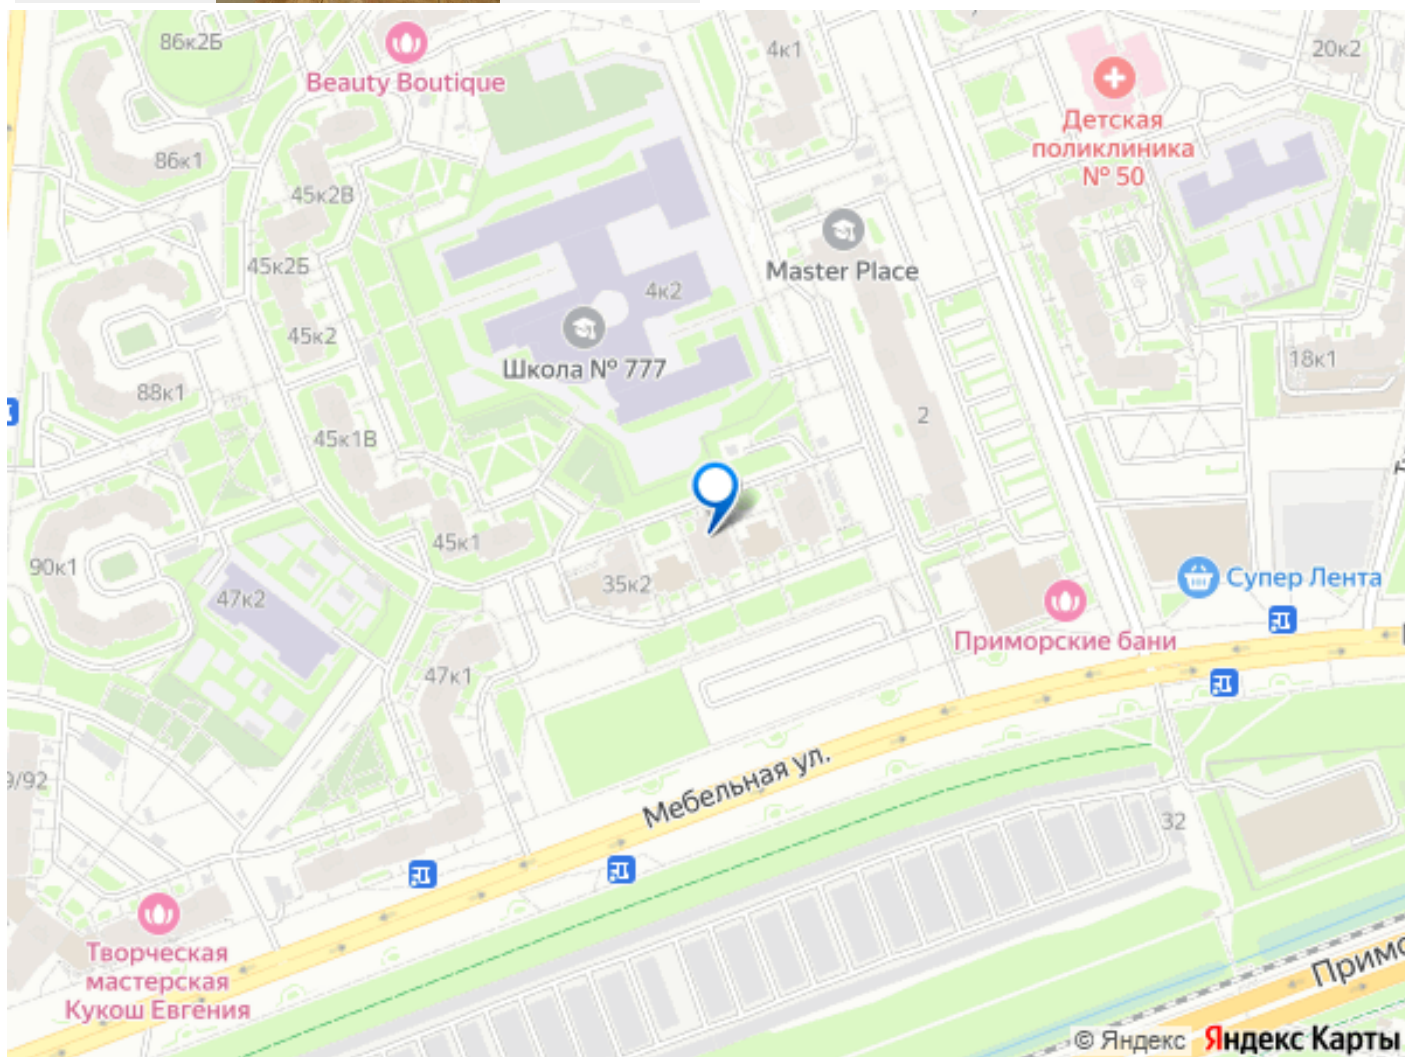 86к2Б
Beauty Boutique
4к1
20к2
Детская
поликлиника
№ 50
86к1
45к2В
45к2Б
Master Place
4к2
45к2
Школа № 777
18к1
88к1
2
45к1В
45к1
90к1
35к2
47к2
Супер Лента
Приморские бани
47к1
9/92
Мебельная ул.
32
Творческая
мастерская
Кукош Евгения
Примо
© Яндекс Яндекс Карты